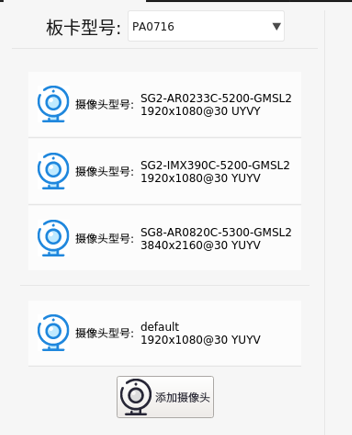 板卡型号: PA0716
摄像头型号: SG2-AR0233C-5200-GMSL2
1920x1080@30 UYVY
摄像头型号: SG2-IMX390C-5200-GMSL2
1920x1080@30 YUYV
摄像头型号: SG8-AR0820C-5300-GMSL2
3840x2160@30 YUYV
摄像头型号: default
1920x1080@30 YUYV
添加摄像头